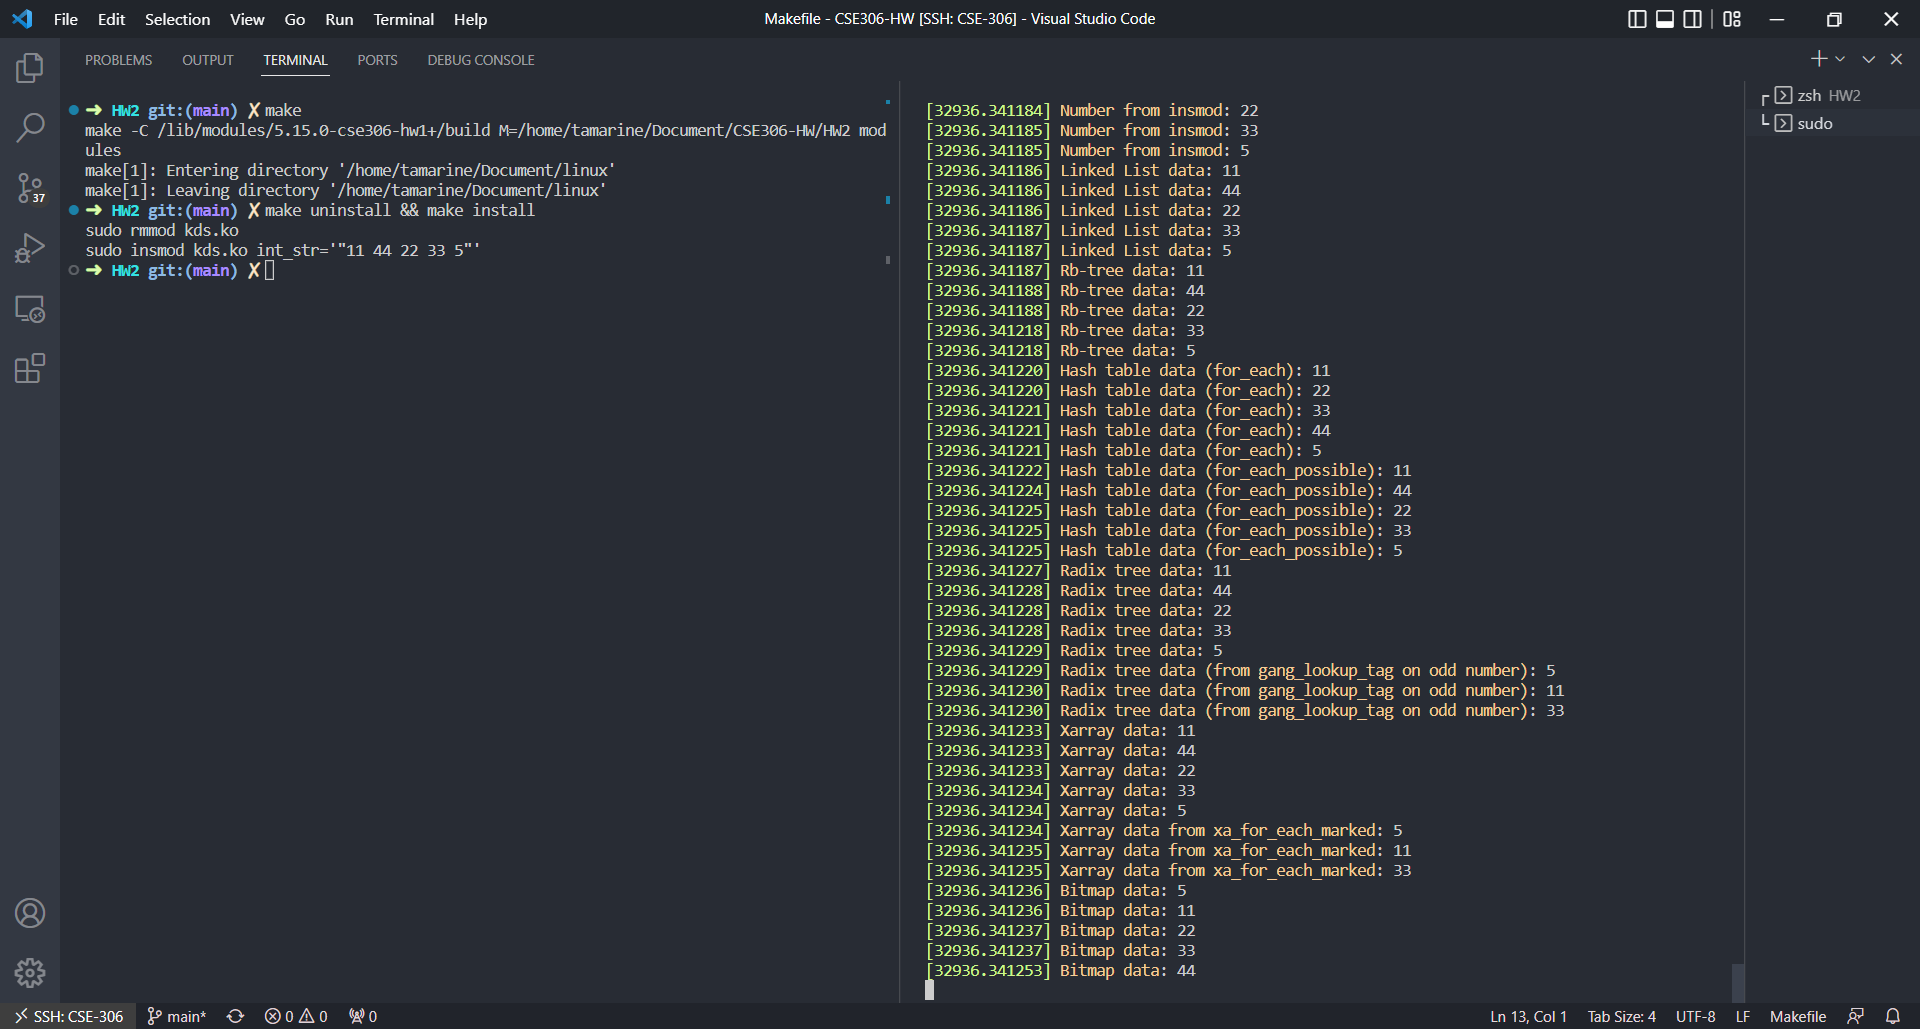 File Edit Selection View Go Run Terminal Help
Makefile - CSE306-HW [SSH: CSE-306] - Visual Studio Code
PROBLEMS OUTPUT TERMINAL PORTS DEBUG CONSOLE
➜ HW2 git:(main) ✗ make
make -C /lib/modules/5.15.0-cse306-hw1+/build M=/home/tamarine/Document/CSE306-HW/HW2 mod
ules
make[1]: Entering directory '/home/tamarine/Document/linux'
make[1]: Leaving directory '/home/tamarine/Document/linux'
➜ HW2 git:(main) ✗ make uninstall && make install
sudo rmmod kds.ko
sudo insmod kds.ko int_str='"11 44 22 33 5"'
➜ HW2 git:(main) ✗
[32936.341184] Number from insmod: 22
[32936.341185] Number from insmod: 33
[32936.341185] Number from insmod: 5
[32936.341186] Linked List data: 11
[32936.341186] Linked List data: 44
[32936.341186] Linked List data: 22
[32936.341187] Linked List data: 33
[32936.341187] Linked List data: 5
[32936.341187] Rb-tree data: 11
[32936.341188] Rb-tree data: 44
[32936.341188] Rb-tree data: 22
[32936.341218] Rb-tree data: 33
[32936.341218] Rb-tree data: 5
[32936.341220] Hash table data (for_each): 11
[32936.341220] Hash table data (for_each): 22
[32936.341221] Hash table data (for_each): 33
[32936.341221] Hash table data (for_each): 44
[32936.341221] Hash table data (for_each): 5
[32936.341222] Hash table data (for_each_possible): 11
[32936.341224] Hash table data (for_each_possible): 44
[32936.341225] Hash table data (for_each_possible): 22
[32936.341225] Hash table data (for_each_possible): 33
[32936.341225] Hash table data (for_each_possible): 5
[32936.341227] Radix tree data: 11
[32936.341228] Radix tree data: 44
[32936.341228] Radix tree data: 22
[32936.341228] Radix tree data: 33
[32936.341229] Radix tree data: 5
[32936.341229] Radix tree data (from gang_lookup_tag on odd number): 5
[32936.341230] Radix tree data (from gang_lookup_tag on odd number): 11
[32936.341230] Radix tree data (from gang_lookup_tag on odd number): 33
[32936.341233] Xarray data: 11
[32936.341233] Xarray data: 44
[32936.341233] Xarray data: 22
[32936.341234] Xarray data: 33
[32936.341234] Xarray data: 5
[32936.341234] Xarray data from xa_for_each_marked: 5
[32936.341235] Xarray data from xa_for_each_marked: 11
[32936.341235] Xarray data from xa_for_each_marked: 33
[32936.341236] Bitmap data: 5
[32936.341236] Bitmap data: 11
[32936.341237] Bitmap data: 22
[32936.341237] Bitmap data: 33
[32936.341253] Bitmap data: 44
zsh HW2
sudo
37
SSH: CSE-306 main* 0 0 0
Ln 13, Col 1 Tab Size: 4 UTF-8 LF Makefile